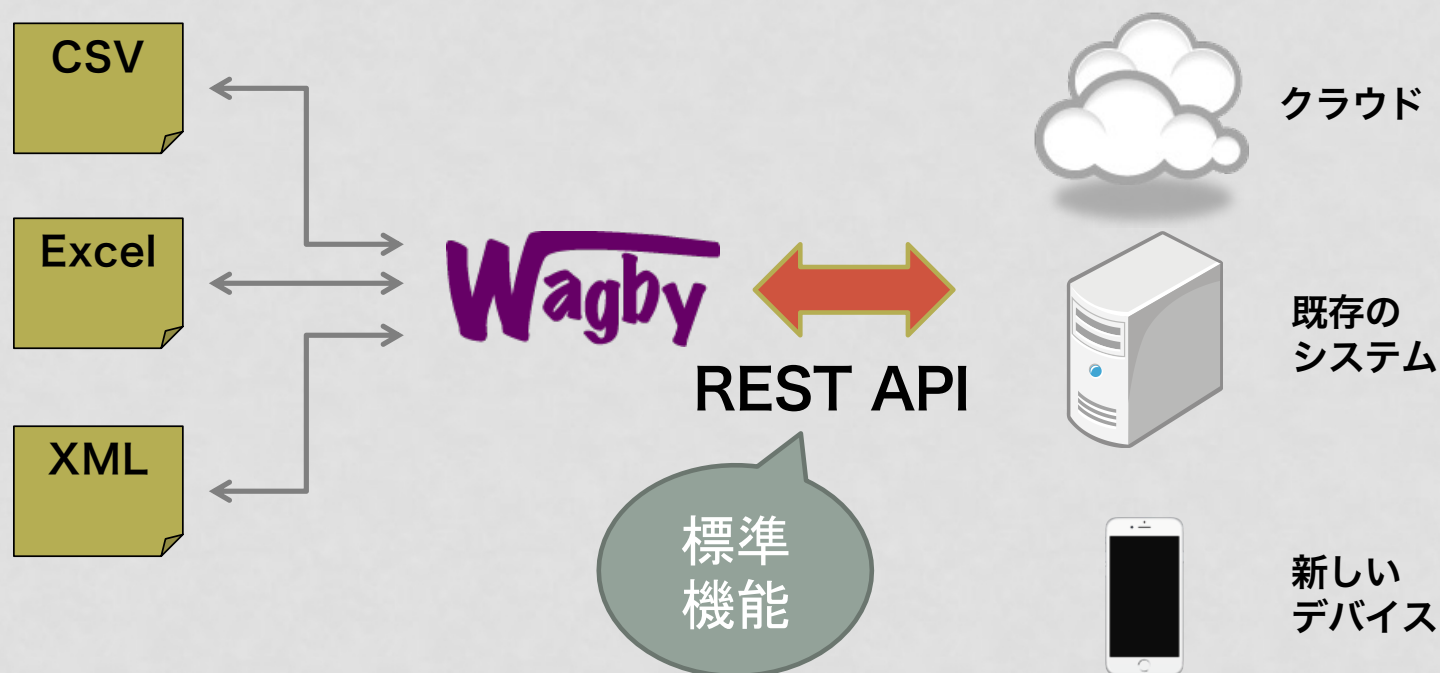 CSV
Excel
XML
Wagby
REST API
標準
機能
クラウド
既存の
システム
新しい
デバイス